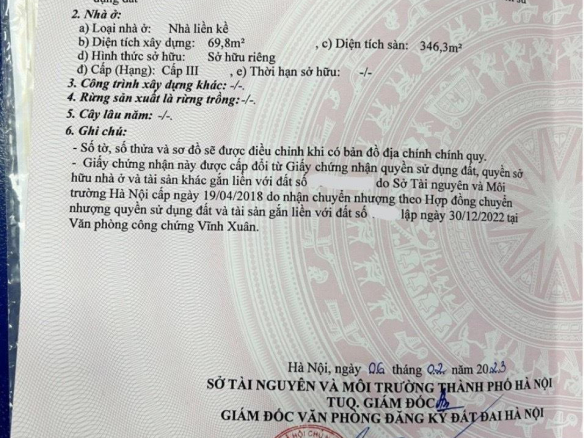 2. Nhà ở:
a) Loại nhà ở: Nhà liền kề
b) Diện tích xây dựng: 69,8m² , c) Diện tích sàn: 346,3m²
d) Hình thức sở hữu: Sở hữu riêng
đ) Cấp (Hạng): Cấp III , e) Thời hạn sở hữu: -/-
3. Công trình xây dựng khác: -/-.
4. Rừng sản xuất là rừng trồng:-/-.
5. Cây lâu năm: -/-.
6. Ghi chú:
- Số tờ, số thửa và sơ đồ sẽ được điều chỉnh khi có bản đồ địa chính chính quy.
- Giấy chứng nhận này được cấp đổi từ Giấy chứng nhận quyền sử dụng đất, quyền sở
hữu nhà ở và tài sản khác gắn liền với đất số do Sở Tài nguyên và Môi
trường Hà Nội cấp ngày 19/04/2018 do nhận chuyển nhượng theo Hợp đồng chuyển
nhượng quyền sử dụng đất và tài sản gắn liền với đất số lập ngày 30/12/2022 tại
Văn phòng công chứng Vĩnh Xuân.
Hà Nội, ngày 06 tháng 02 năm 2023
SỞ TÀI NGUYÊN VÀ MÔI TRƯỜNG THÀNH PHỐ HÀ NỘI
TUQ. GIÁM ĐỐC
GIÁM ĐỐC VĂN PHÒNG ĐĂNG KÝ ĐẤT ĐAI HÀ NỘI